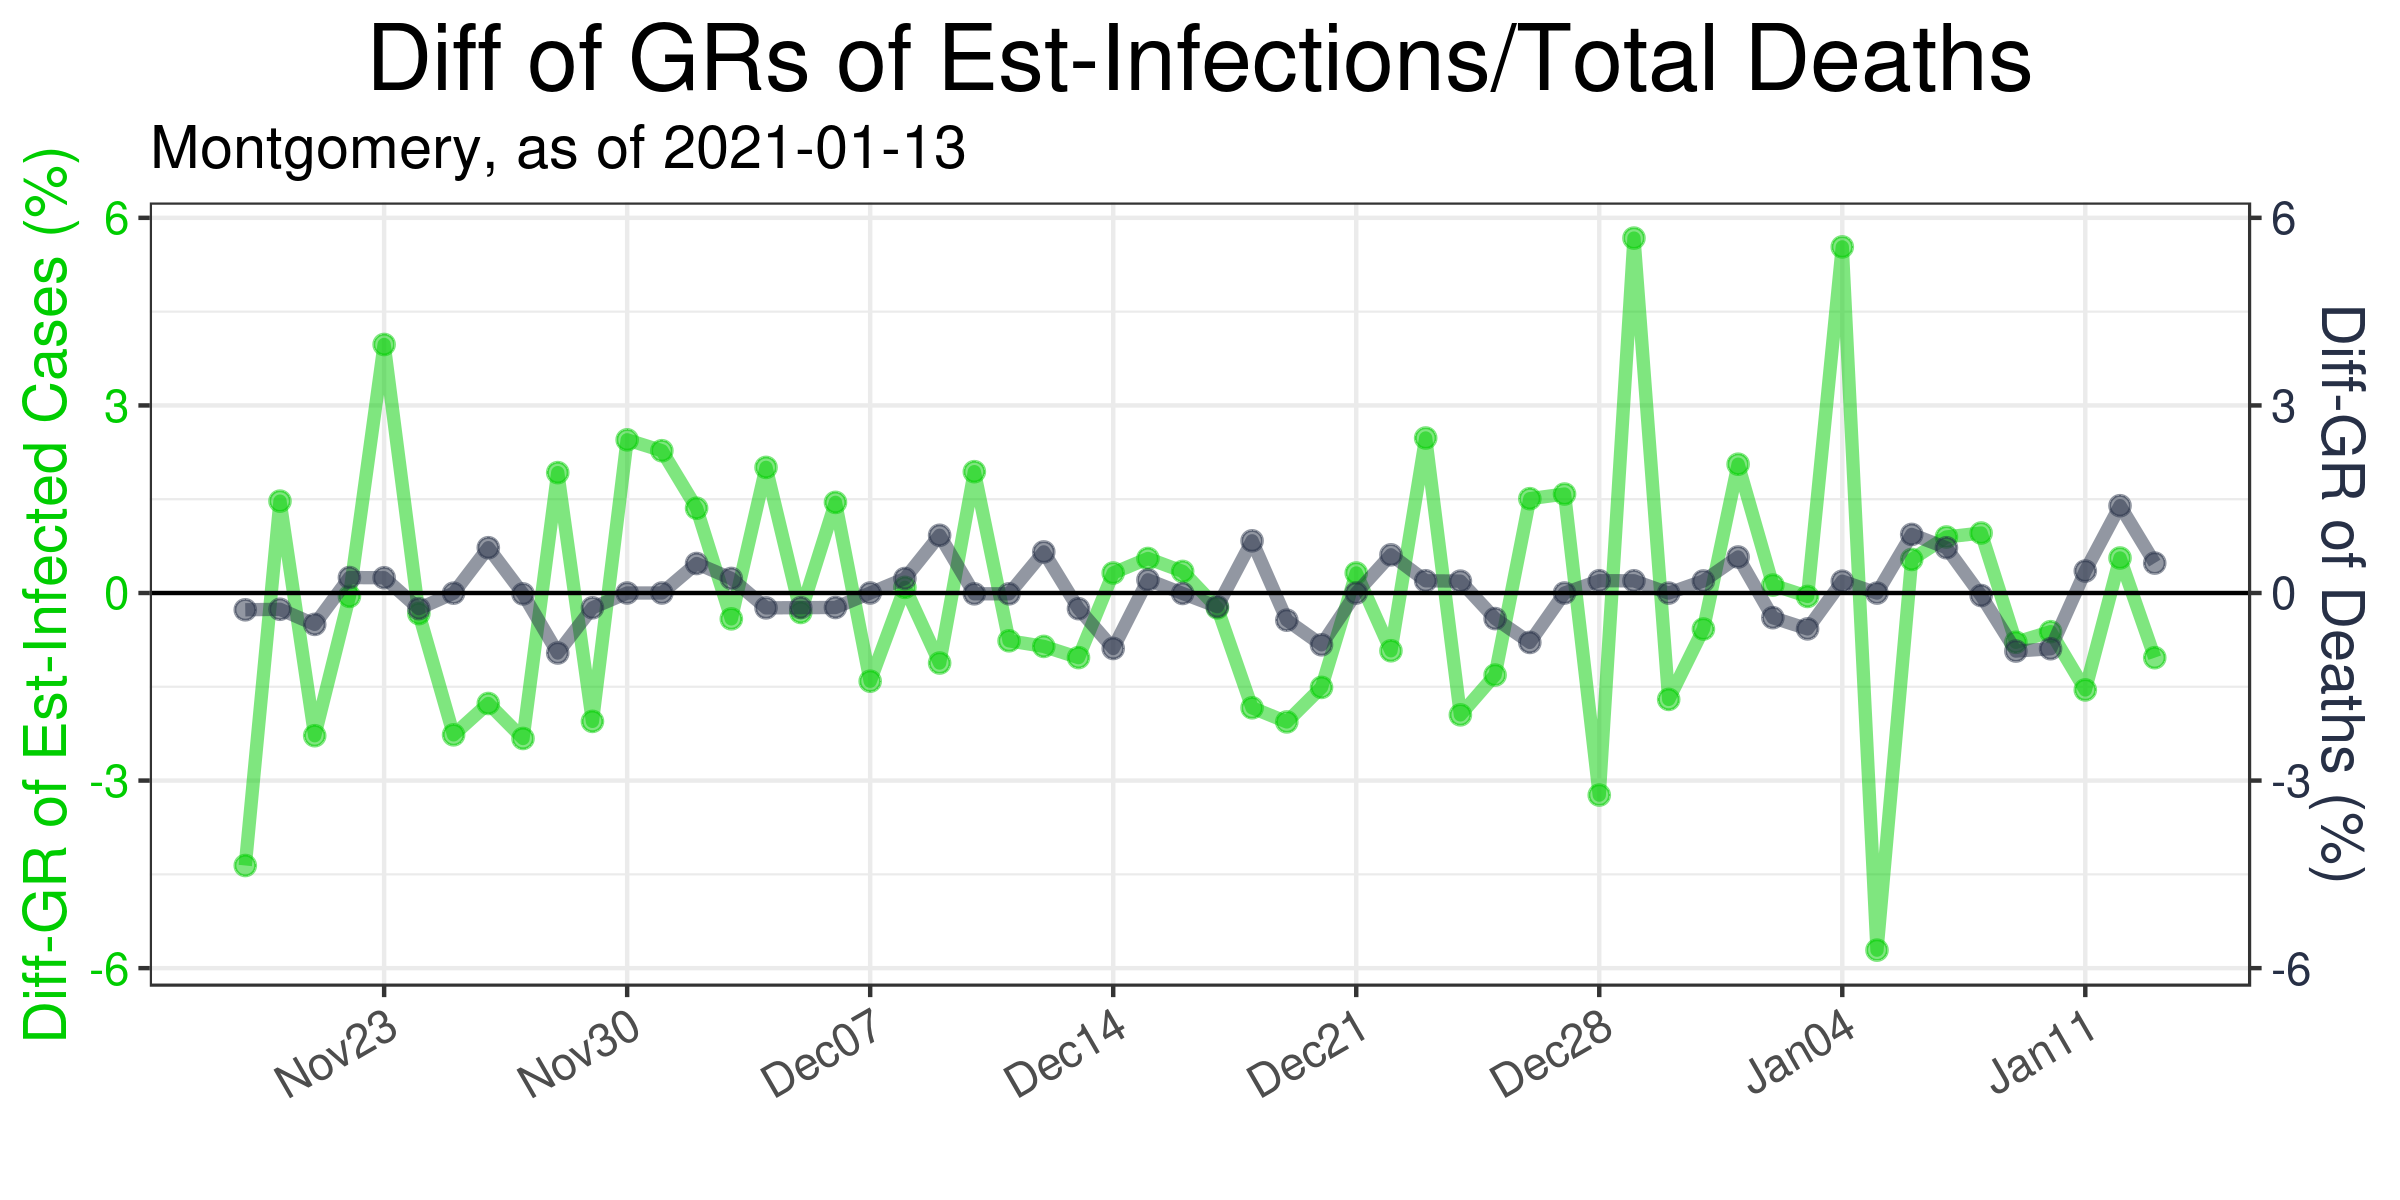 Diff of GRs of Est-Infections/Total Deaths
Montgomery, as of 2021-01-13
Diff-GR of Est-Infected Cases (%)
6
3
0
-3
-6
6
3
0
-3
-6
Diff-GR of Deaths (%)
Nov23
Nov30
Dec07
Dec14
Dec21
Dec28
Jan04
Jan11